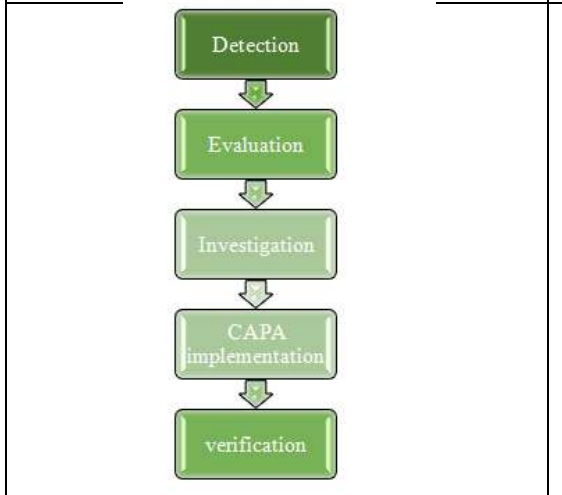 Detection
Evaluation
Investigation
CAPA
implementation
verification